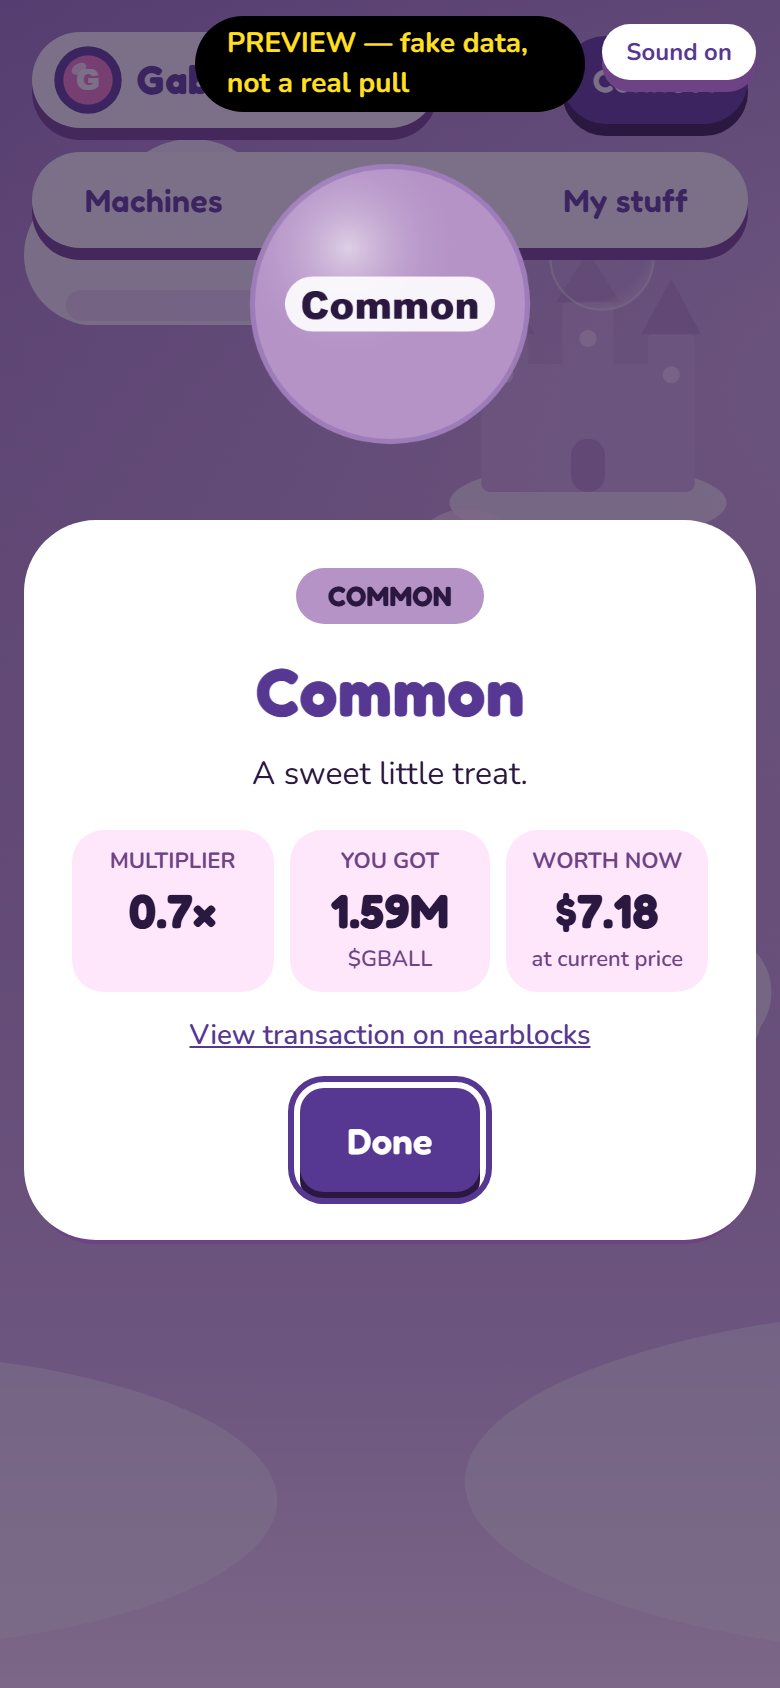 PREVIEW — fake data,
not a real pull
Sound on
G
Machines
My stuff
Common
COMMON
Common
A sweet little treat.
MULTIPLIER
0.7×
YOU GOT
1.59M
$GBALL
WORTH NOW
$7.18
at current price
View transaction on nearblocks
Done